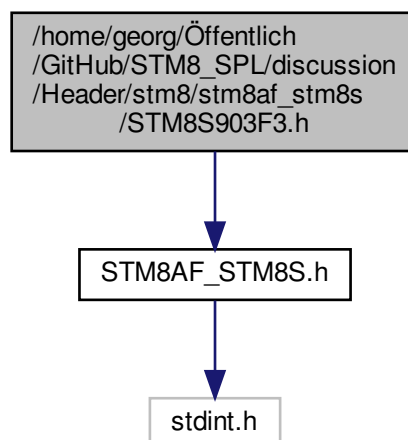 /home/georg/Öffentlich
/GitHub/STM8_SPL/discussion
/Header/stm8/stm8af_stm8s
/STM8S903F3.h
STM8AF_STM8S.h
stdint.h